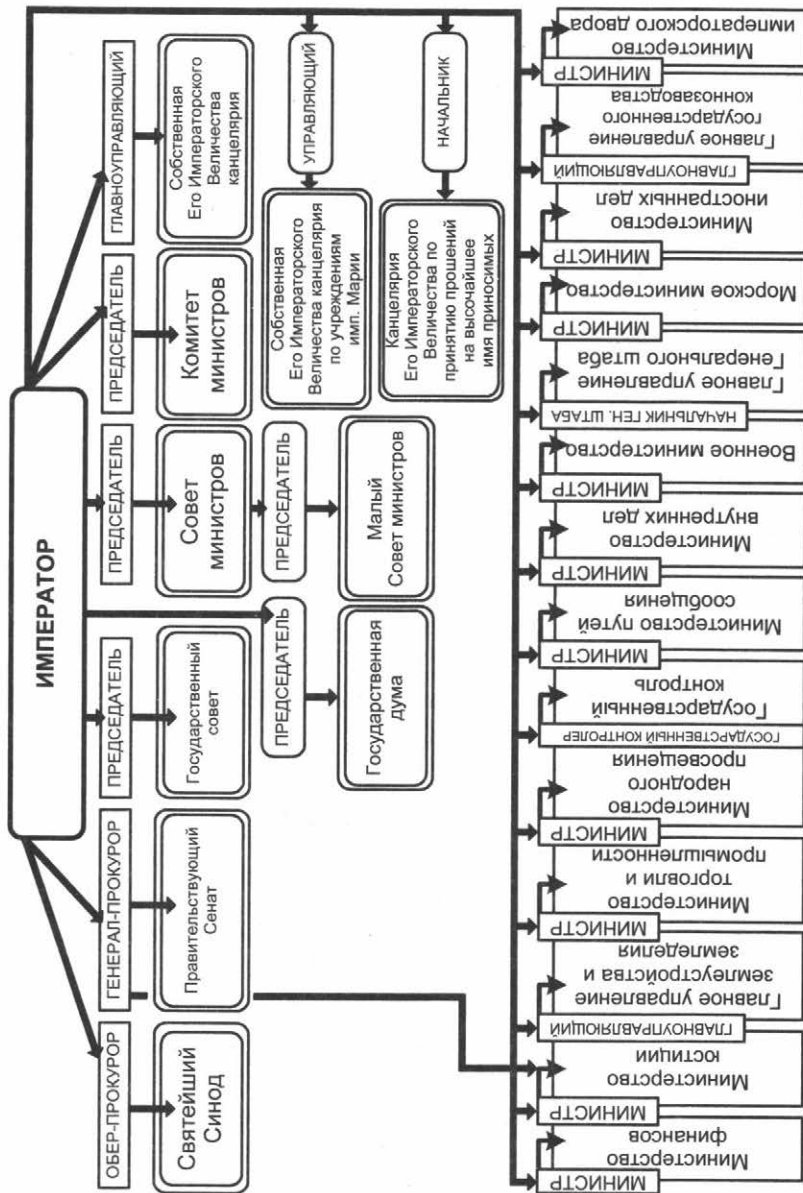 ИМПЕРАТОР
ОБЕР-ПРОКУРОР
ГЕНЕРАЛ-ПРОКУРОР
ПРЕДСЕДАТЕЛЬ
ПРЕДСЕДАТЕЛЬ
ПРЕДСЕДАТЕЛЬ
ГЛАВНОУПРАВЛЯЮЩИЙ
Святейший
Синод
Правительствующий
Сенат
Государственный
совет
Совет
министров
Комитет
министров
Собственная
Его Императорского
Величества
канцелярия
ПРЕДСЕДАТЕЛЬ
ПРЕДСЕДАТЕЛЬ
Государственная
дума
Малый
Совет министров
Собственная
Его Императорского
Величества канцелярия
по учреждениям
имп. Марии
УПРАВЛЯЮЩИЙ
Канцелярия
Его Императорского
Величества по
принятию прошений
на высочайшее
имя приносимых
НАЧАЛЬНИК
МИНИСТР
Министерство
финансов
МИНИСТР
Министерство
юстиции
ГЛАВНОУПРАВЛЯЮЩИЙ
Главное управление
землеустройства и
земледелия
МИНИСТР
Министерство
торговли и
промышленности
МИНИСТР
Министерство
народного
просвещения
ГОСУДАРСТВЕННЫЙ КОНТРОЛЕР
Государственный
контроль
МИНИСТР
Министерство путей
сообщения
МИНИСТР
Министерство
внутренних дел
МИНИСТР
Военное министерство
НАЧАЛЬНИК ГЕН. ШТАБА
Главное управление
Генерального штаба
МИНИСТР
Морское министерство
МИНИСТР
Министерство
иностранных дел
ГЛАВНОУПРАВЛЯЮЩИЙ
Главное управление
государственного
коннозаводства
МИНИСТР
Министерство
императорского двора